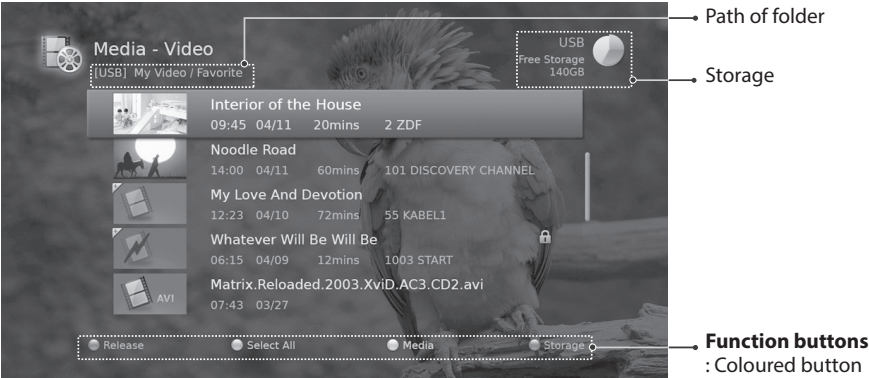 Path of folder
Media - Video
[USB] My Video / Favorite
USB
Free Storage
140GB
Storage
Interior of the House
09:45 04/11 20mins 2 ZDF
Noodle Road
14:00 04/11 60mins 101 DISCOVERY CHANNEL
My Love And Devotion
12:23 04/10 72mins 55 KABEL1
Whatever Will Be Will Be
06:15 04/09 12mins 1003 START
Matrix.Reloaded.2003.XviD.AC3.CD2.avi
AVI
07:43 03/27
Release Select All Media Storage
Function buttons
: Coloured button